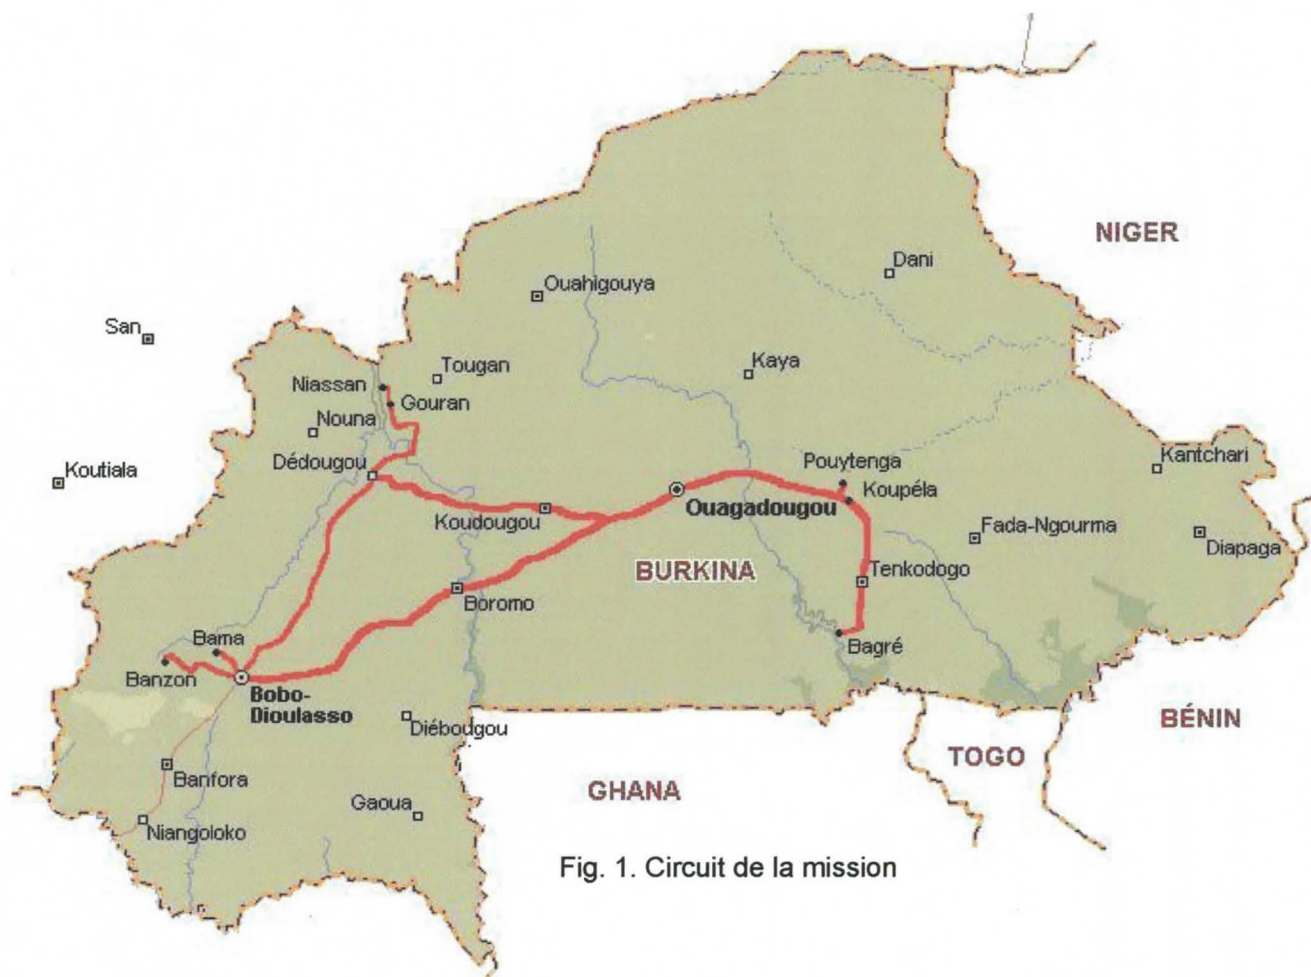 NIGER
Dani
Ouahigouya
San
Kaya
Tougan
Niassan
Gouran
Nouna
Kantchari
Dédougou
Pouytenga
Koutiala
Koupéla
Ouagadougou
Koudougou
Fada-Ngourma
Diapaga
BURKINA
Tenkodogo
Boromo
Bama
Bagré
Banzon
Bobo-
Dioulasso
BÉNIN
Diébougou
TOGO
Banfora
GHANA
Gaoua
Niangoloko
Fig. 1. Circuit de la mission